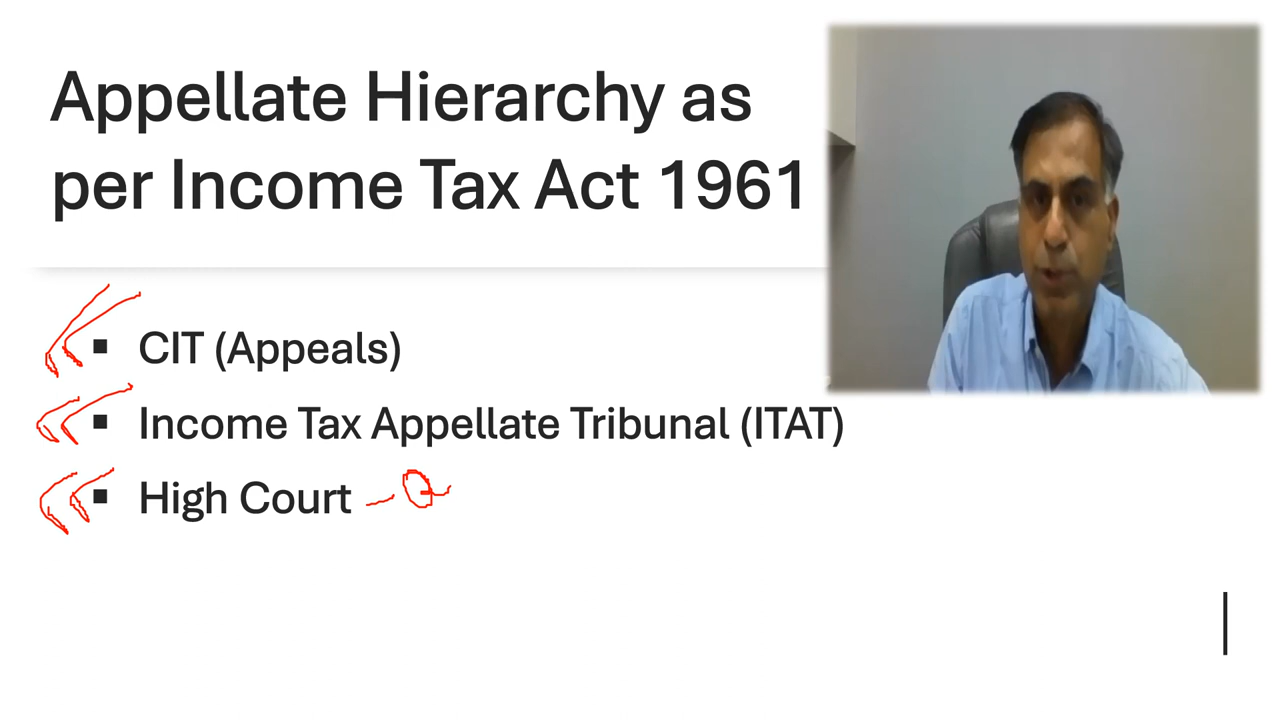 Appellate Hierarchy as
per Income Tax Act 1961
▪ CIT (Appeals)
▪ Income Tax Appellate Tribunal (ITAT)
▪ High Court